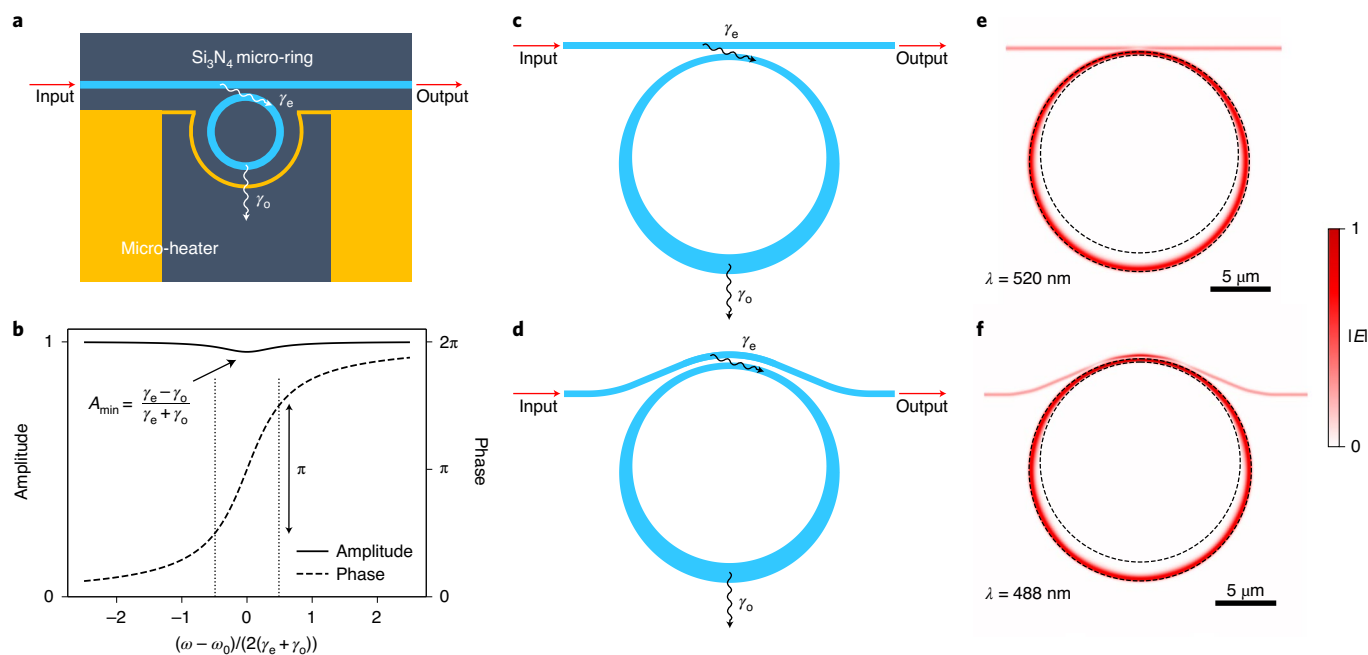 a
Si₃N₄ micro-ring
Input
Output
γe
γo
Micro-heater
b
1
0
Amplitude
A_min = (γe − γo)/(γe + γo)
π
Amplitude
Phase
2π
π
0
Phase
−2
−1
0
1
2
(ω − ω₀)/(2(γe + γo))
c
γe
Input
Output
γo
d
γe
Input
Output
γo
e
λ = 520 nm
5 μm
f
λ = 488 nm
5 μm
1
|E|
0